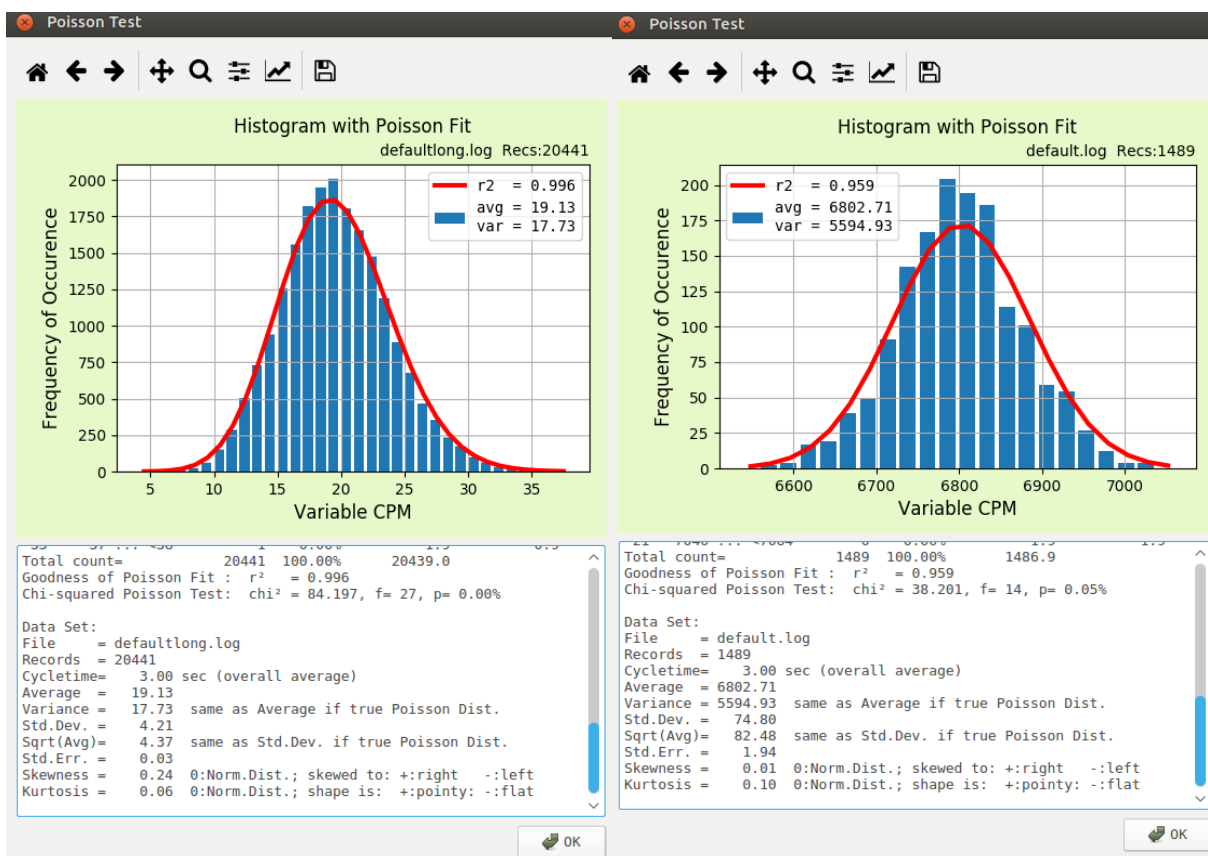 Poisson Test
Histogram with Poisson Fit
defaultlong.log Recs:20441
r2 = 0.996
avg = 19.13
var = 17.73
Frequency of Occurence
2000
1750
1500
1250
1000
750
500
250
0
5 10 15 20 25 30 35
Variable CPM
Total count= 20441 100.00% 20439.0
Goodness of Poisson Fit : r² = 0.996
Chi-squared Poisson Test: chi² = 84.197, f= 27, p= 0.00%
Data Set:
File = defaultlong.log
Records = 20441
Cycletime= 3.00 sec (overall average)
Average = 19.13
Variance = 17.73 same as Average if true Poisson Dist.
Std.Dev. = 4.21
Sqrt(Avg)= 4.37 same as Std.Dev. if true Poisson Dist.
Std.Err. = 0.03
Skewness = 0.24 0:Norm.Dist.; skewed to: +:right -:left
Kurtosis = 0.06 0:Norm.Dist.; shape is: +:pointy: -:flat
OK
Poisson Test
Histogram with Poisson Fit
default.log Recs:1489
r2 = 0.959
avg = 6802.71
var = 5594.93
Frequency of Occurence
200
175
150
125
100
75
50
25
0
6600 6700 6800 6900 7000
Variable CPM
Total count= 1489 100.00% 1486.9
Goodness of Poisson Fit : r² = 0.959
Chi-squared Poisson Test: chi² = 38.201, f= 14, p= 0.05%
Data Set:
File = default.log
Records = 1489
Cycletime= 3.00 sec (overall average)
Average = 6802.71
Variance = 5594.93 same as Average if true Poisson Dist.
Std.Dev. = 74.80
Sqrt(Avg)= 82.48 same as Std.Dev. if true Poisson Dist.
Std.Err. = 1.94
Skewness = 0.01 0:Norm.Dist.; skewed to: +:right -:left
Kurtosis = 0.10 0:Norm.Dist.; shape is: +:pointy: -:flat
OK